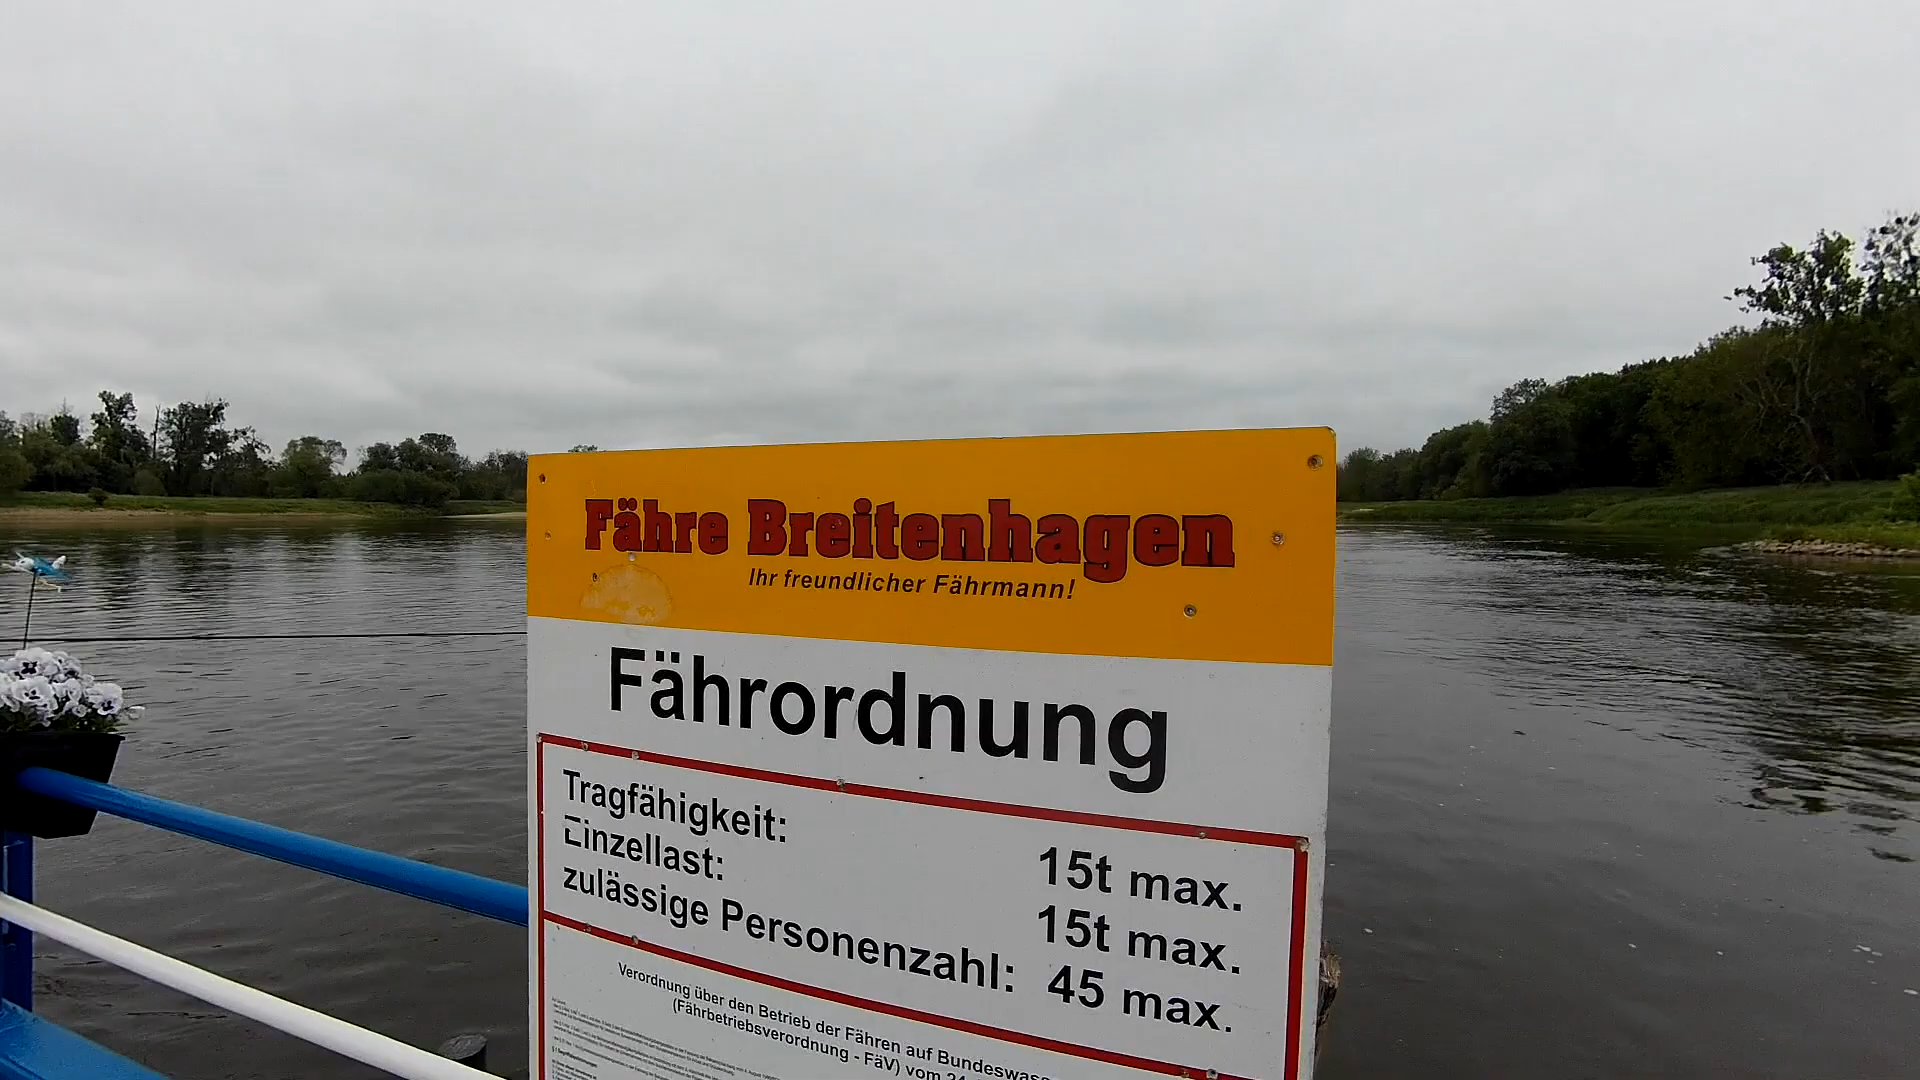 Fähre Breitenhagen
Ihr freundlicher Fährmann!
Fährordnung
Tragfähigkeit: 15t max.
Einzellast: 15t max.
zulässige Personenzahl: 45 max.
Verordnung über den Betrieb der Fähren auf
(Fährbetriebsverordnung - FäV) vom